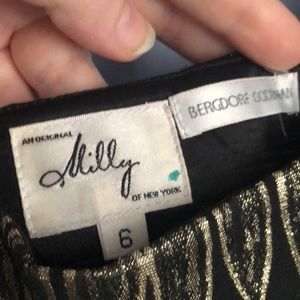 AN ORIGINAL
Milly
OF NEW YORK
6
BERGDORF GOODMAN